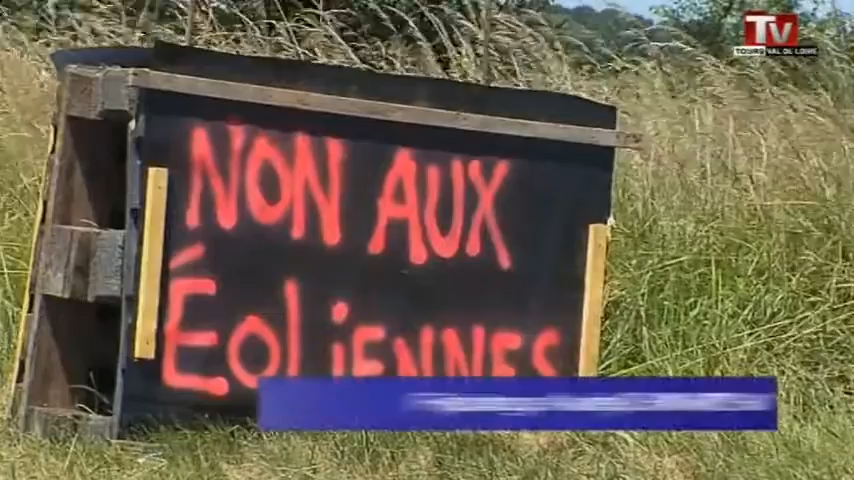 TV
TOURS VAL DE LOIRE
NON AUX
ÉOLIENNES